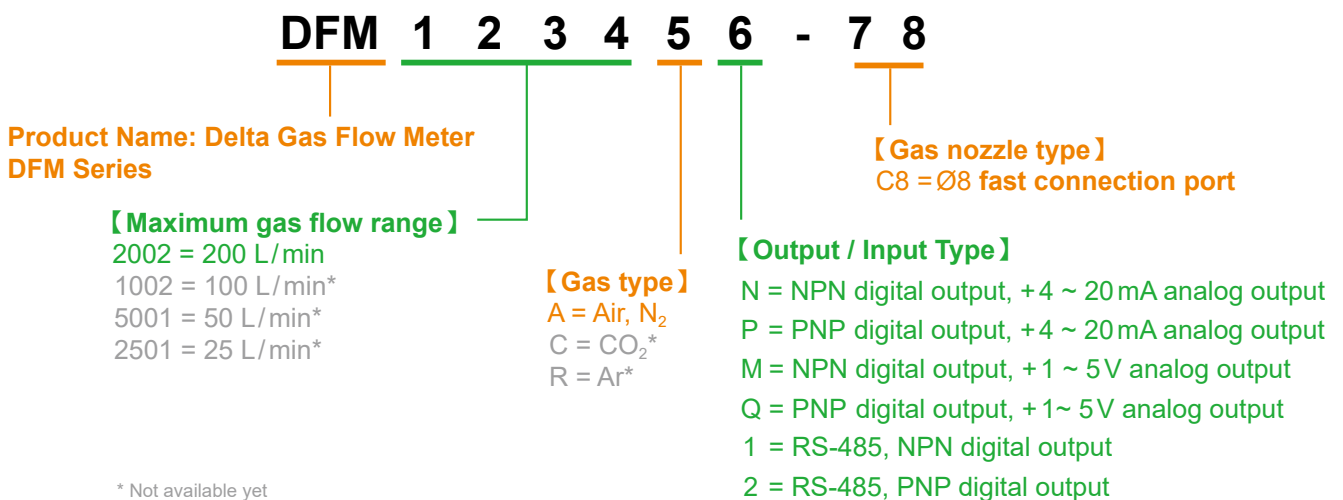 DFM 1 2 3 4 5 6 - 7 8
Product Name: Delta Gas Flow Meter
DFM Series
【Maximum gas flow range】
2002 = 200 L/min
1002 = 100 L/min*
5001 = 50 L/min*
2501 = 25 L/min*
【Gas type】
A = Air, N₂
C = CO₂*
R = Ar*
【Gas nozzle type】
C8 = Ø8 fast connection port
【Output / Input Type】
N = NPN digital output, +4 ~ 20 mA analog output
P = PNP digital output, +4 ~ 20 mA analog output
M = NPN digital output, +1 ~ 5 V analog output
Q = PNP digital output, +1~ 5 V analog output
1 = RS-485, NPN digital output
2 = RS-485, PNP digital output
* Not available yet